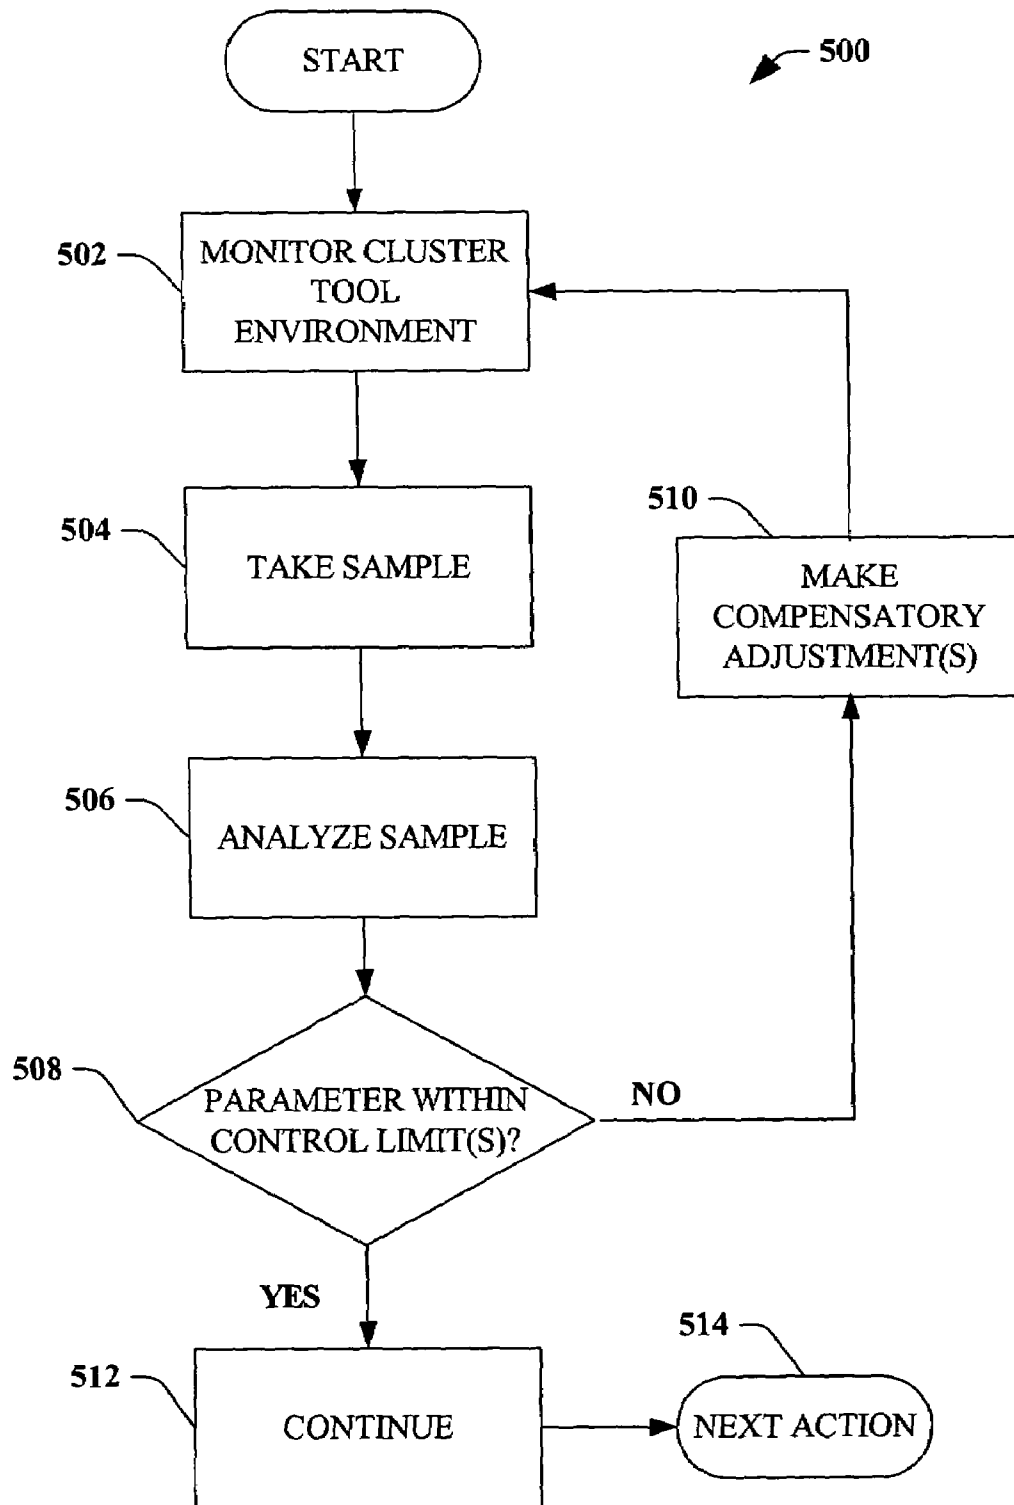 START
500
502
MONITOR CLUSTER
TOOL
ENVIRONMENT
504
TAKE SAMPLE
510
MAKE
COMPENSATORY
ADJUSTMENT(S)
506
ANALYZE SAMPLE
508
PARAMETER WITHIN
CONTROL LIMIT(S)?
NO
YES
512
CONTINUE
514
NEXT ACTION